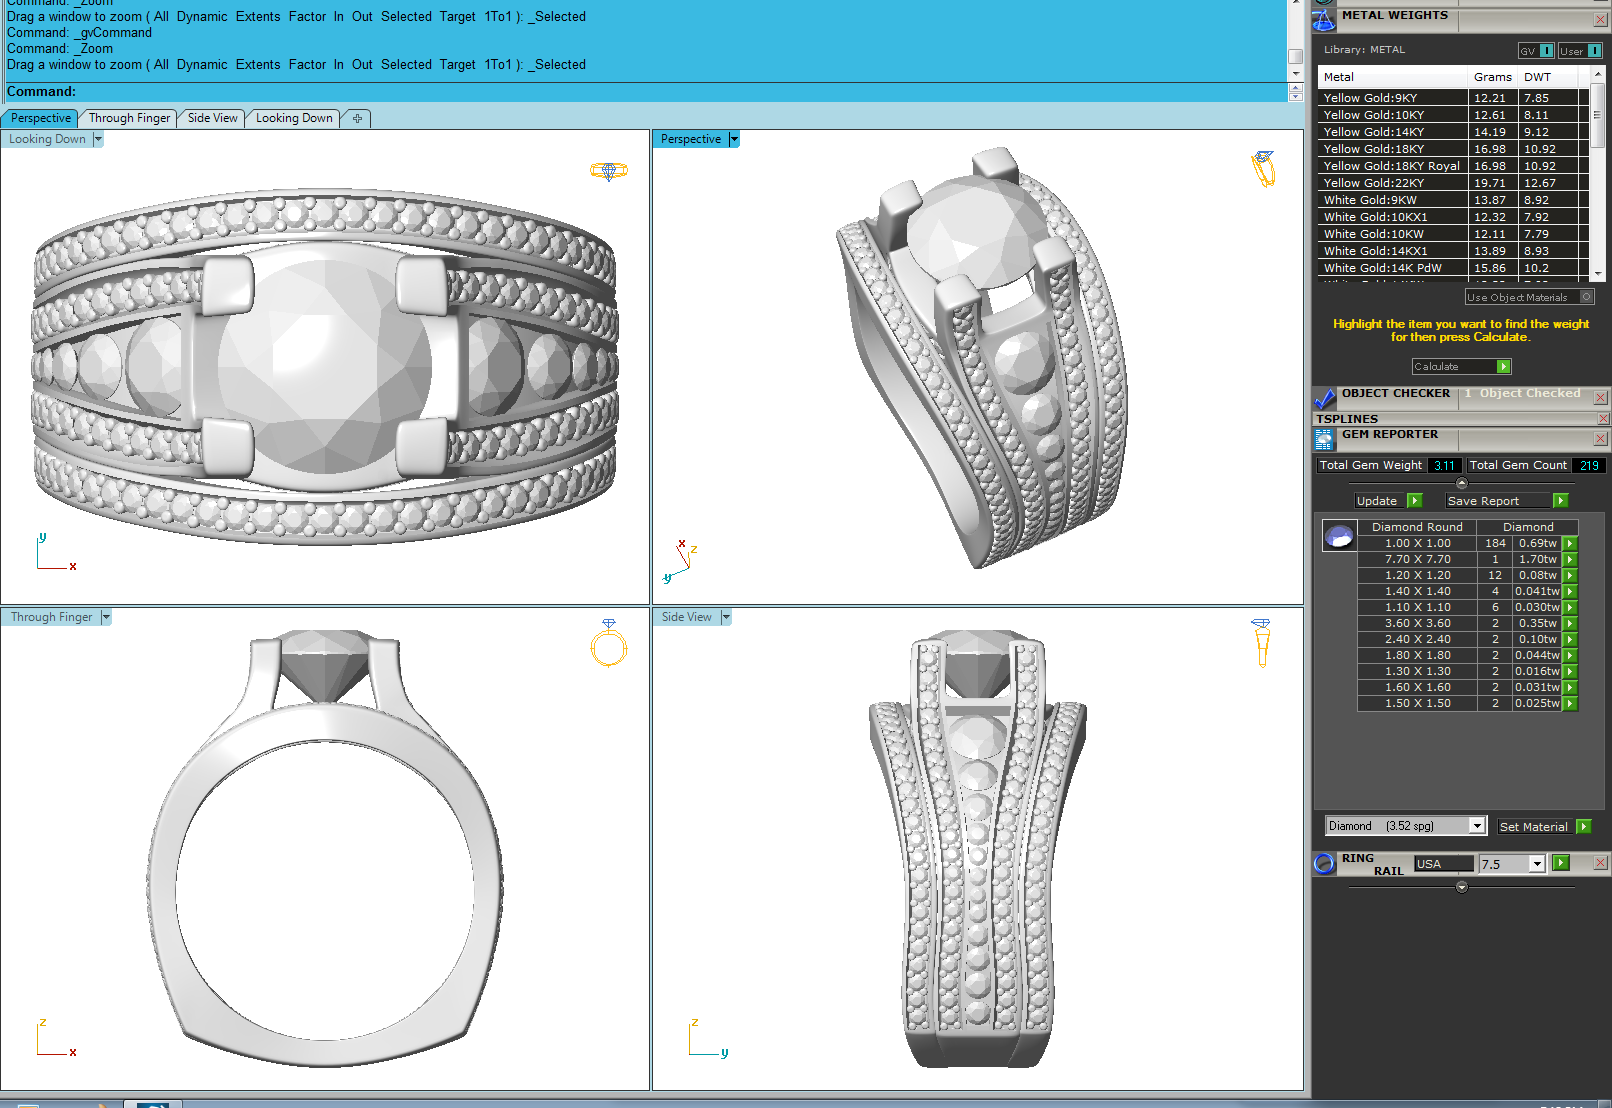 Command: _Zoom
Drag a window to zoom ( All Dynamic Extents Factor In Out Selected Target 1To1 ): _Selected
Command: _gvCommand
Command: _Zoom
Drag a window to zoom ( All Dynamic Extents Factor In Out Selected Target 1To1 ): _Selected
Command:
Perspective Through Finger Side View Looking Down
Looking Down
Perspective
y
x
x
z
y
Through Finger
Side View
z
x
z
y
METAL WEIGHTS
Library: METAL GV I User I
Metal Grams DWT
Yellow Gold:9KY 12.21 7.85
Yellow Gold:10KY 12.61 8.11
Yellow Gold:14KY 14.19 9.12
Yellow Gold:18KY 16.98 10.92
Yellow Gold:18KY Royal 16.98 10.92
Yellow Gold:22KY 19.71 12.67
White Gold:9KW 13.87 8.92
White Gold:10KX1 12.32 7.92
White Gold:10KW 12.11 7.79
White Gold:14KX1 13.89 8.93
White Gold:14K PdW 15.86 10.2
Use Object Materials
Highlight the item you want to find the weight
for then press Calculate.
Calculate
OBJECT CHECKER 1 Object Checked
TSPLINES
GEM REPORTER
Total Gem Weight 3.11 Total Gem Count 219
Update Save Report
Diamond Round Diamond
1.00 X 1.00 184 0.69tw
7.70 X 7.70 1 1.70tw
1.20 X 1.20 12 0.08tw
1.40 X 1.40 4 0.041tw
1.10 X 1.10 6 0.030tw
3.60 X 3.60 2 0.35tw
2.40 X 2.40 2 0.10tw
1.80 X 1.80 2 0.044tw
1.30 X 1.30 2 0.016tw
1.60 X 1.60 2 0.031tw
1.50 X 1.50 2 0.025tw
Diamond (3.52 spg) Set Material
RING RAIL USA 7.5